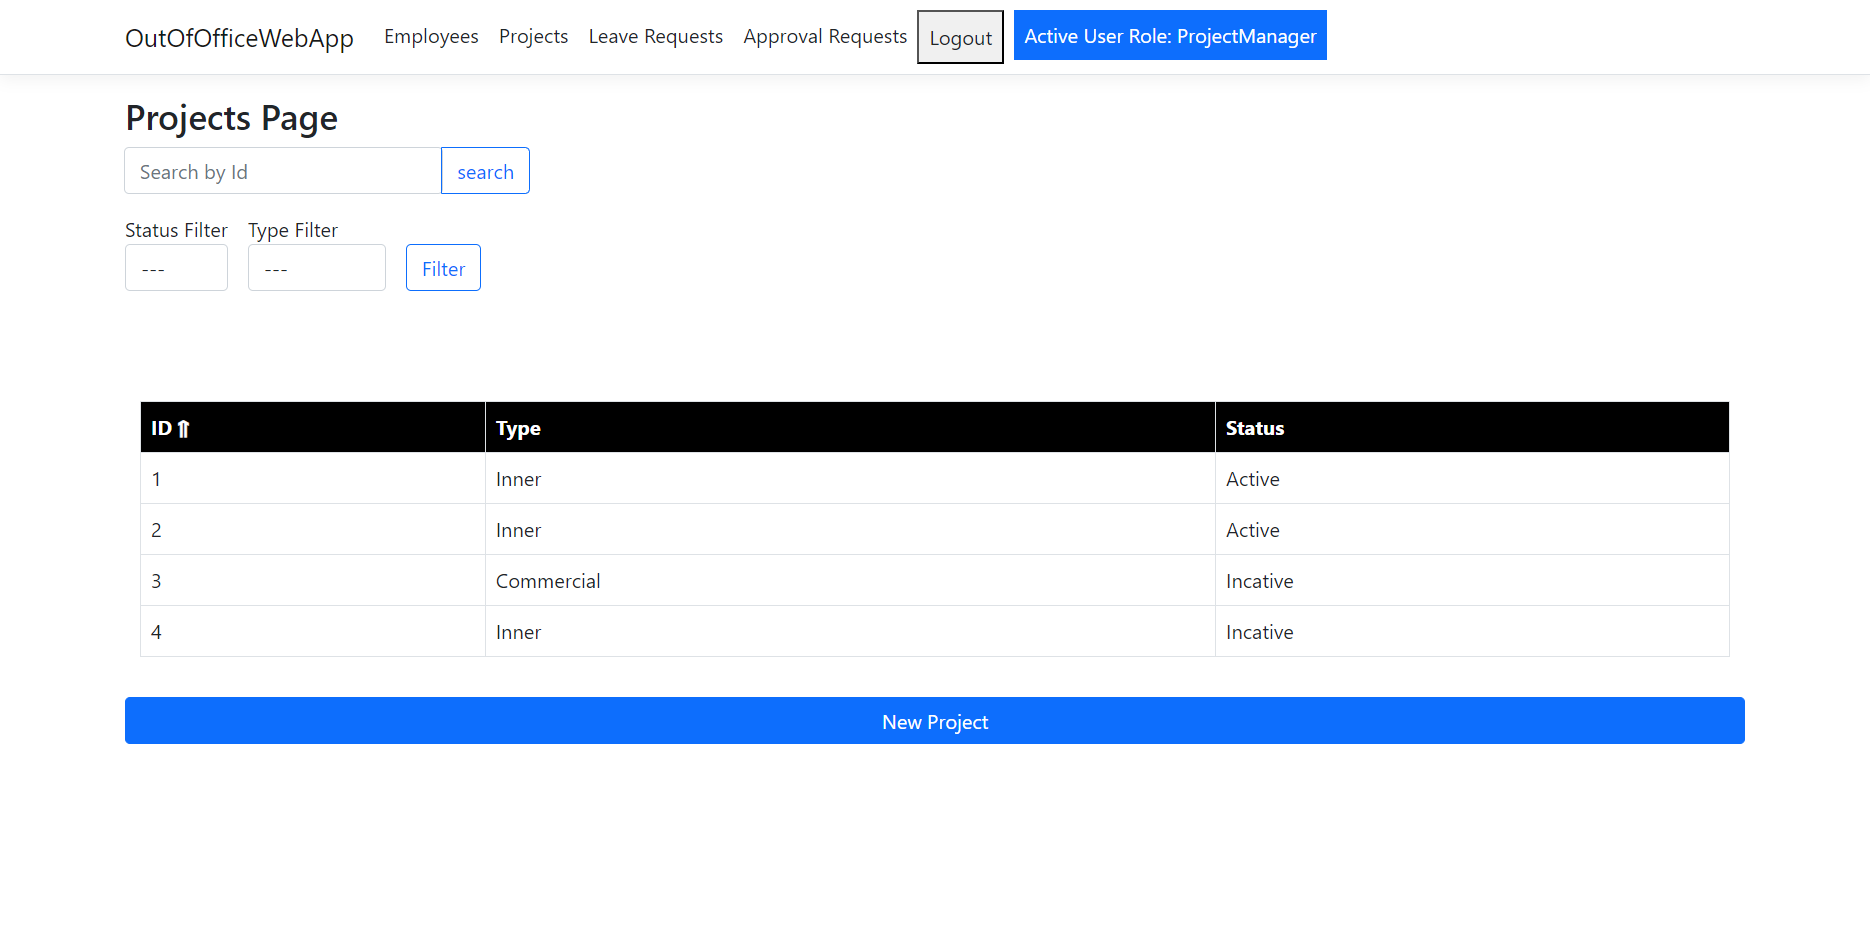 OutOfOfficeWebApp Employees Projects Leave Requests Approval Requests Logout Active User Role: ProjectManager
Projects Page
Search by Id search
Status Filter Type Filter
--- --- Filter
ID⇈ Type Status
1 Inner Active
2 Inner Active
3 Commercial Incative
4 Inner Incative
New Project